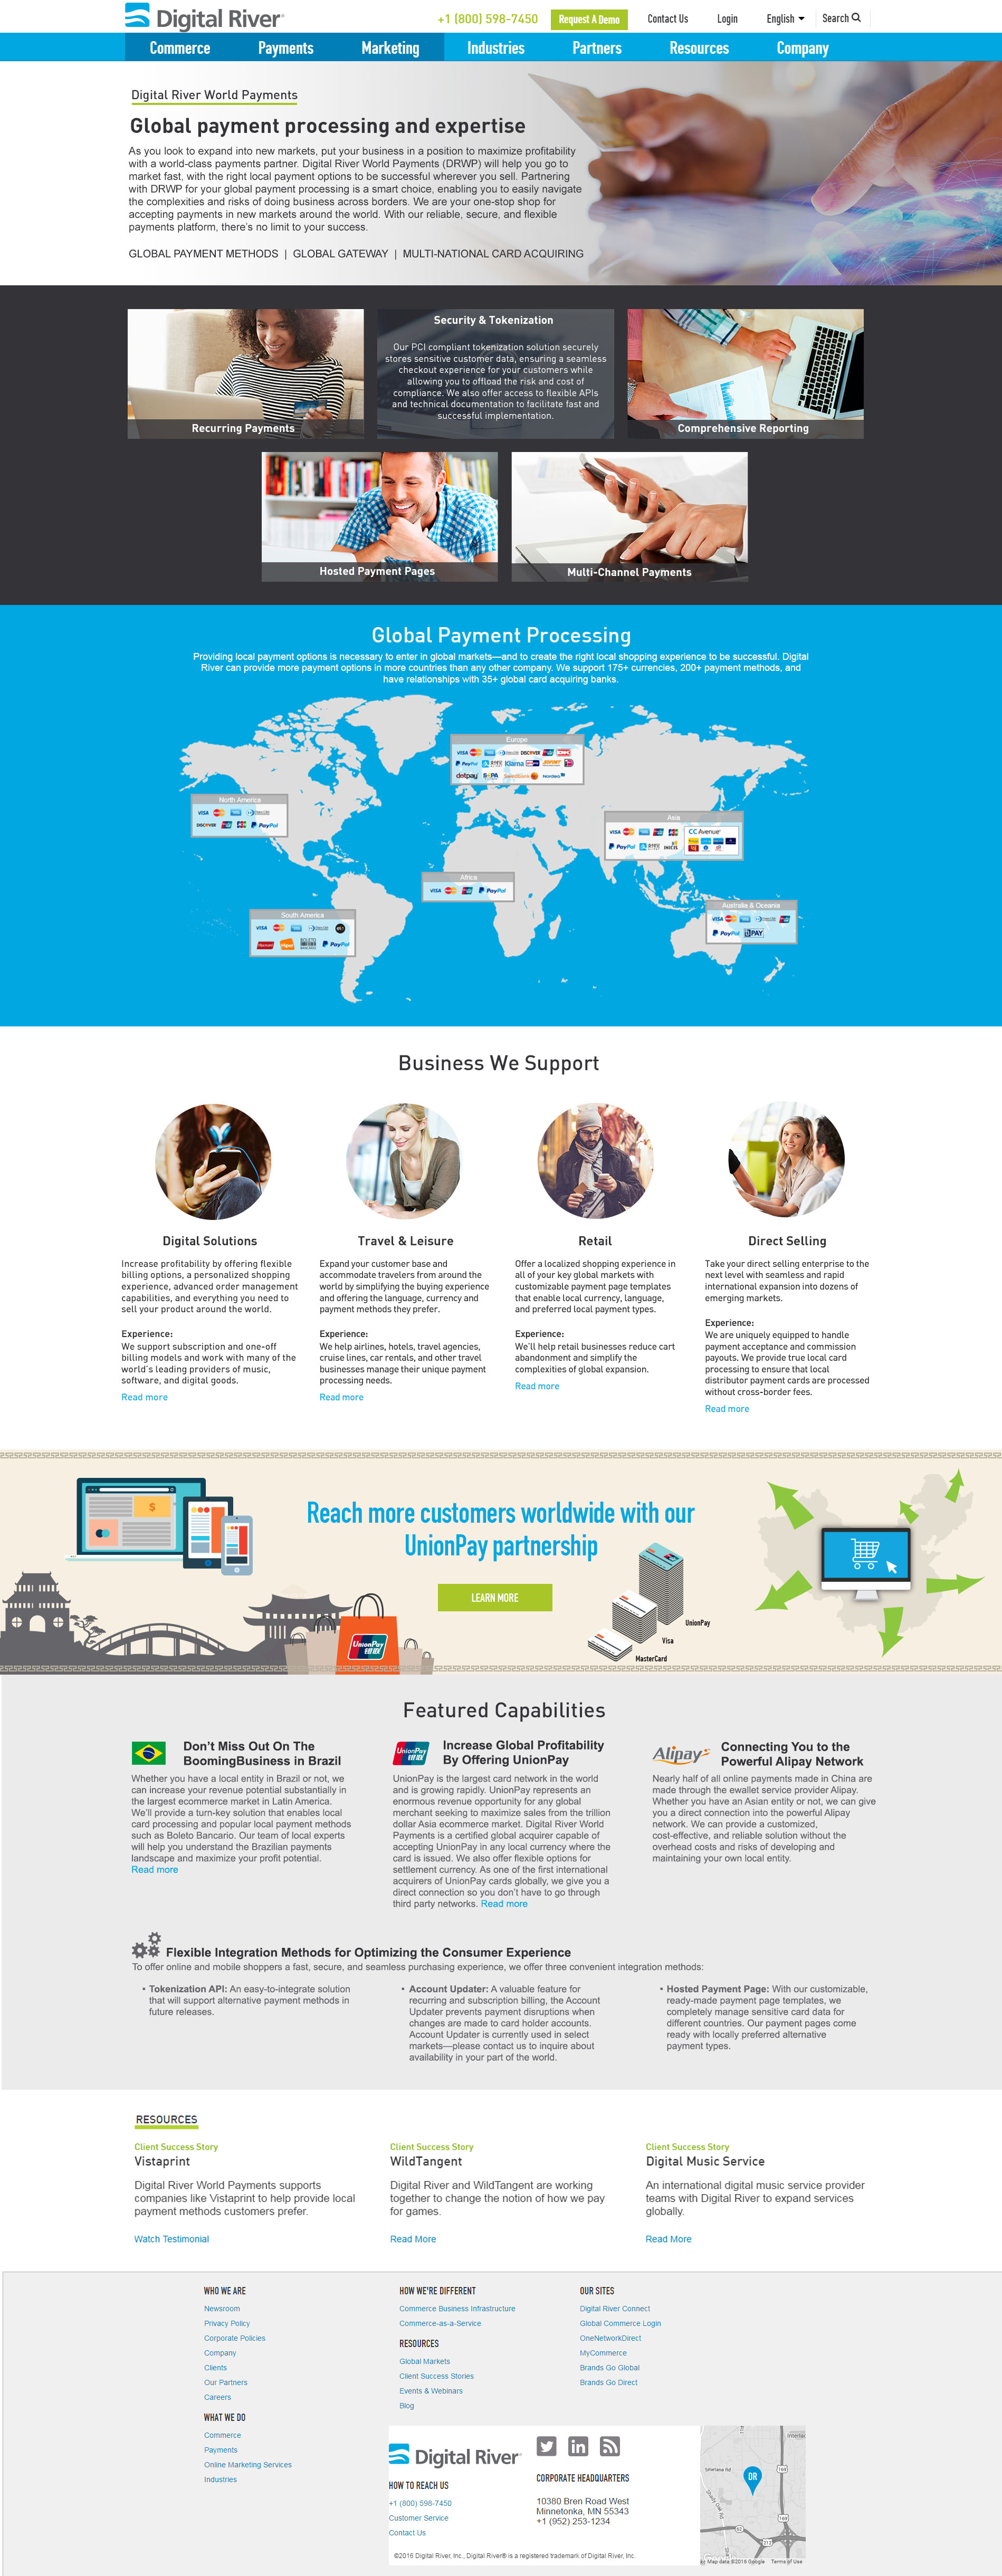 Digital River
+1 (800) 598-7450
Request A Demo
Contact Us
Login
English
Search
Commerce
Payments
Marketing
Industries
Partners
Resources
Company
Digital River World Payments
Global payment processing and expertise
As you look to expand into new markets, put your business in a position to maximize profitability
with a world-class payments partner. Digital River World Payments (DRWP) will help you go to
market fast, with the right local payment options to be successful wherever you sell. Partnering
with DRWP for your global payment processing is a smart choice, enabling you to easily navigate
the complexities and risks of doing business across borders. We are your one-stop shop for
accepting payments in new markets around the world. With our reliable, secure, and flexible
payments platform, there's no limit to your success.
GLOBAL PAYMENT METHODS | GLOBAL GATEWAY | MULTI-NATIONAL CARD ACQUIRING
Recurring Payments
Security & Tokenization
Our PCI compliant tokenization solution securely
stores sensitive customer data, ensuring a seamless
checkout experience for your customers while
allowing you to offload the risk and cost of
compliance. We also offer access to flexible APIs
and technical documentation to facilitate fast and
successful implementation.
Comprehensive Reporting
Hosted Payment Pages
Multi-Channel Payments
Global Payment Processing
Providing local payment options is necessary to enter in global markets—and to create the right local shopping experience to be successful. Digital
River can provide more payment options in more countries than any other company. We support 175+ currencies, 200+ payment methods, and
have relationships with 35+ global card acquiring banks.
Europe
VISA DISCOVER
PayPal Klarna
dotpay SEPA Swedbank Nordea
North America
VISA
DISCOVER PayPal
Asia
VISA CCAvenue
PayPal INICIS
Africa
VISA PayPal
Australia & Oceania
VISA
PayPal BPAY
South America
VISA
PayPal
Business We Support
Digital Solutions
Increase profitability by offering flexible
billing options, a personalized shopping
experience, advanced order management
capabilities, and everything you need to
sell your product around the world.
Experience:
We support subscription and one-off
billing models and work with many of the
world's leading providers of music,
software, and digital goods.
Read more
Travel & Leisure
Expand your customer base and
accommodate travelers from around the
world by simplifying the buying experience
and offering the language, currency and
payment methods they prefer.
Experience:
We help airlines, hotels, travel agencies,
cruise lines, car rentals, and other travel
businesses manage their unique payment
processing needs.
Read more
Retail
Offer a localized shopping experience in
all of your key global markets with
customizable payment page templates
that enable local currency, language,
and preferred local payment types.
Experience:
We'll help retail businesses reduce cart
abandonment and simplify the
complexities of global expansion.
Read more
Direct Selling
Take your direct selling enterprise to the
next level with seamless and rapid
international expansion into dozens of
emerging markets.
Experience:
We are uniquely equipped to handle
payment acceptance and commission
payouts. We provide true local card
processing to ensure that local
distributor payment cards are processed
without cross-border fees.
Read more
Reach more customers worldwide with our
UnionPay partnership
LEARN MORE
UnionPay
银联
UnionPay
Visa
MasterCard
Featured Capabilities
Don't Miss Out On The
BoomingBusiness in Brazil
Whether you have a local entity in Brazil or not, we
can increase your revenue potential substantially in
the largest ecommerce market in Latin America.
We'll provide a turn-key solution that enables local
card processing and popular local payment methods
such as Boleto Bancario. Our team of local experts
will help you understand the Brazilian payments
landscape and maximize your profit potential.
Read more
UnionPay
银联
Increase Global Profitability
By Offering UnionPay
UnionPay is the largest card network in the world
and is growing rapidly. UnionPay represents an
enormous revenue opportunity for any global
merchant seeking to maximize sales from the trillion
dollar Asia ecommerce market. Digital River World
Payments is a certified global acquirer capable of
accepting UnionPay in any local currency where the
card is issued. We also offer flexible options for
settlement currency. As one of the first international
acquirers of UnionPay cards globally, we give you a
direct connection so you don't have to go through
third party networks. Read more
Alipay
Connecting You to the
Powerful Alipay Network
Nearly half of all online payments made in China are
made through the ewallet service provider Alipay.
Whether you have an Asian entity or not, we can give
you a direct connection into the powerful Alipay
network. We can provide a customized,
cost-effective, and reliable solution without the
overhead costs and risks of developing and
maintaining your own local entity.
Flexible Integration Methods for Optimizing the Consumer Experience
To offer online and mobile shoppers a fast, secure, and seamless purchasing experience, we offer three convenient integration methods:
• Tokenization API: An easy-to-integrate solution
that will support alternative payment methods in
future releases.
• Account Updater: A valuable feature for
recurring and subscription billing, the Account
Updater prevents payment disruptions when
changes are made to card holder accounts.
Account Updater is currently used in select
markets—please contact us to inquire about
availability in your part of the world.
• Hosted Payment Page: With our customizable,
ready-made payment page templates, we
completely manage sensitive card data for
different countries. Our payment pages come
ready with locally preferred alternative
payment types.
RESOURCES
Client Success Story
Vistaprint
Digital River World Payments supports
companies like Vistaprint to help provide local
payment methods customers prefer.
Watch Testimonial
Client Success Story
WildTangent
Digital River and WildTangent are working
together to change the notion of how we pay
for games.
Read More
Client Success Story
Digital Music Service
An international digital music service provider
teams with Digital River to expand services
globally.
Read More
WHO WE ARE
Newsroom
Privacy Policy
Corporate Policies
Company
Clients
Our Partners
Careers
WHAT WE DO
Commerce
Payments
Online Marketing Services
Industries
HOW WE'RE DIFFERENT
Commerce Business Infrastructure
Commerce-as-a-Service
RESOURCES
Global Markets
Client Success Stories
Events & Webinars
Blog
OUR SITES
Digital River Connect
Global Commerce Login
OneNetworkDirect
MyCommerce
Brands Go Global
Brands Go Direct
Digital River
HOW TO REACH US
+1 (800) 598-7450
Customer Service
Contact Us
CORPORATE HEADQUARTERS
10380 Bren Road West
Minnetonka, MN 55343
+1 (952) 253-1234
©2016 Digital River, Inc., Digital River® is a registered trademark of Digital River, Inc.
Smetana Rd
DR
169
169
62
212
Map data ©2016 Google
Terms of Use